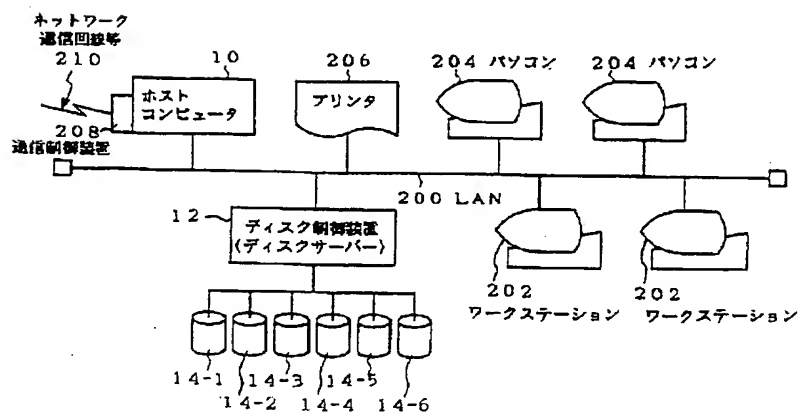 ネットワーク
通信回線等
210
10
206
204 パソコン
204 パソコン
ホスト
コンピュータ
プリンタ
208
通信制御装置
200 LAN
12
ディスク制御装置
(ディスクサーバー)
202
ワークステーション
202
ワークステーション
14-1
14-2
14-3
14-4
14-5
14-6